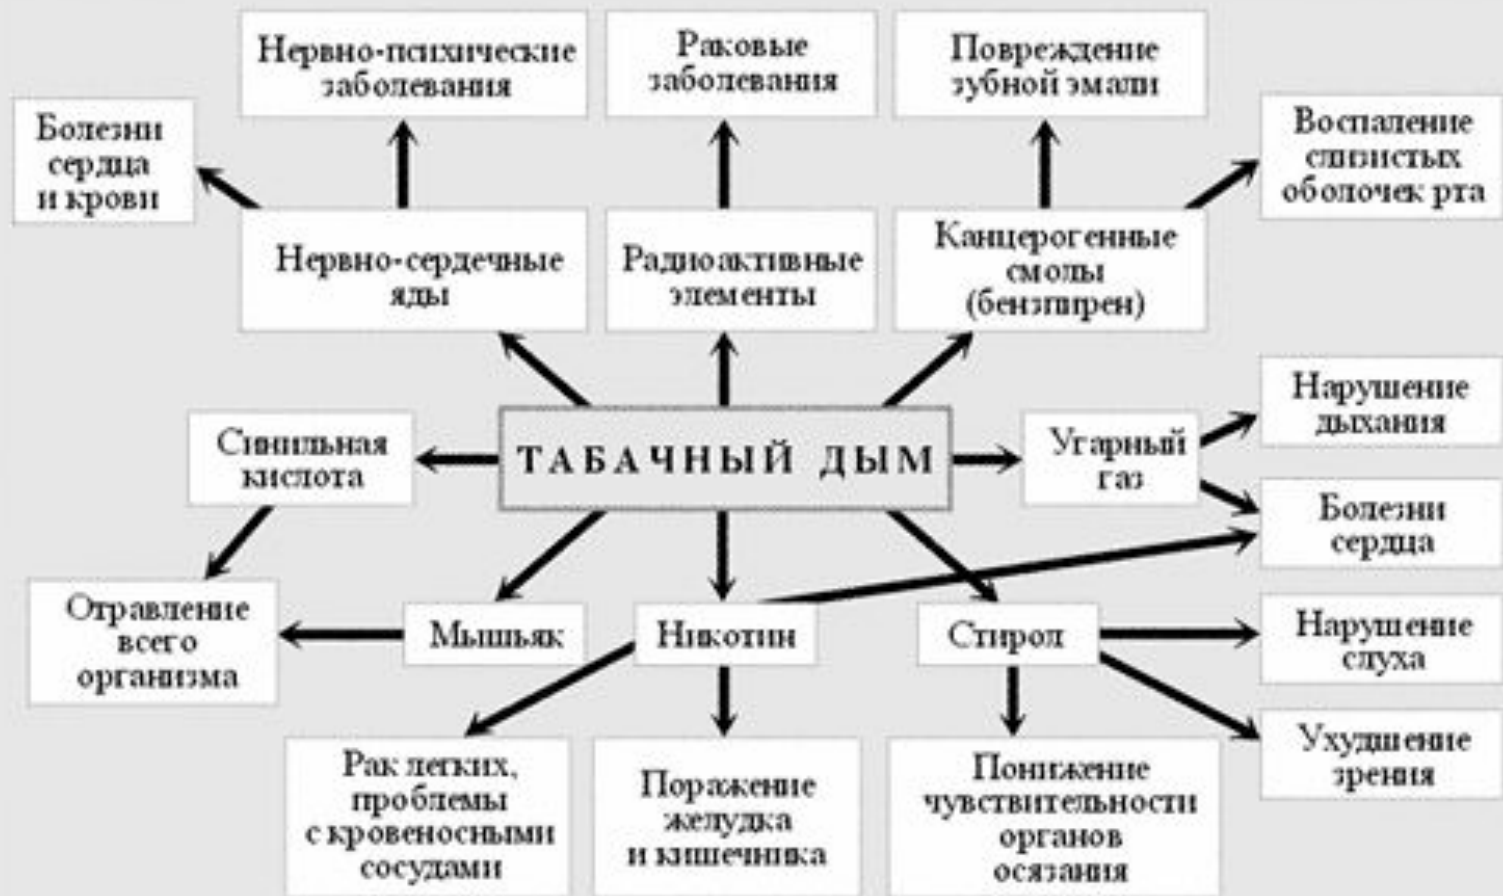 Нервно-психические
заболевания
Раковые
заболевания
Повреждение
зубной эмали
Болезни
сердца
и крови
Воспаление
слизистых
оболочек рта
Нервно-сердечные
яды
Радиоактивные
элементы
Канцерогенные
смолы
(бензпирен)
Нарушение
дыхания
Синильная
кислота
ТАБАЧНЫЙ ДЫМ
Угарный
газ
Болезни
сердца
Отравление
всего
организма
Мышьяк
Никотин
Стирол
Нарушение
слуха
Рак легких,
проблемы
с кровеносными
сосудами
Поражение
желудка
и кишечника
Понижение
чувствительности
органов
осязания
Ухудшение
зрения